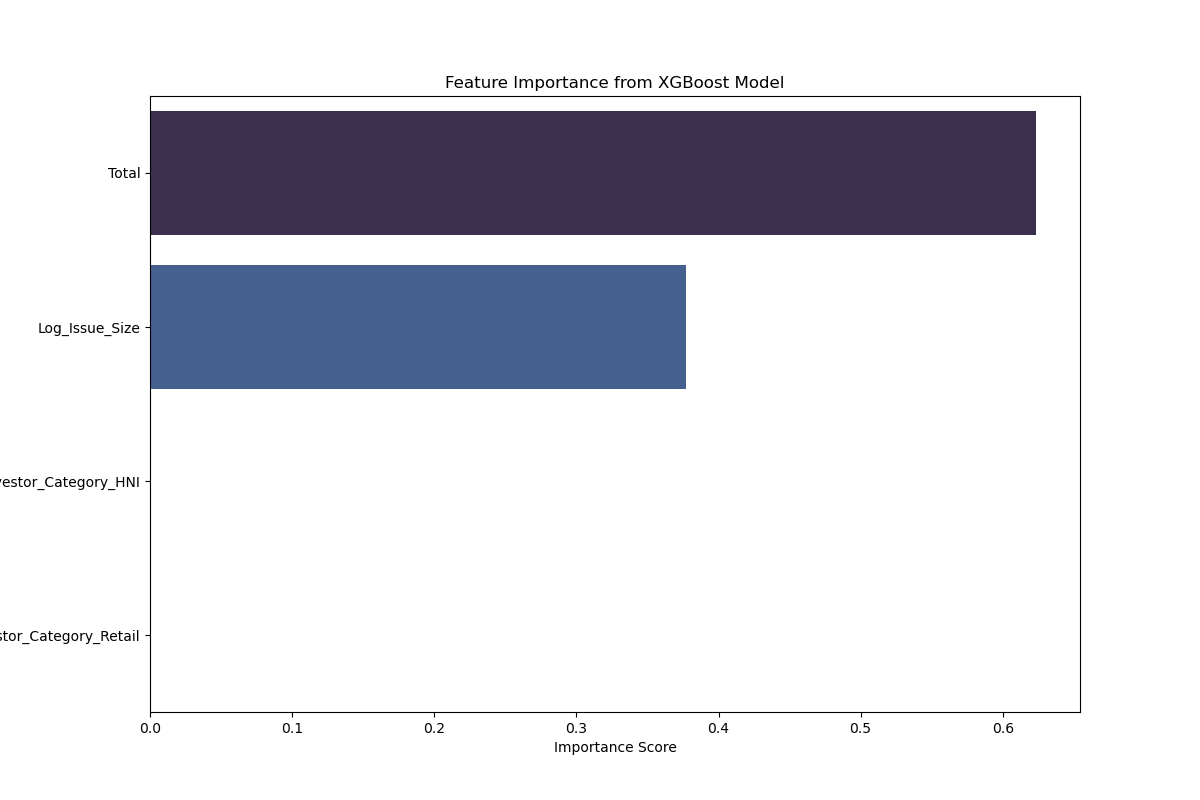 Feature Importance from XGBoost Model
Total
Log_Issue_Size
vestor_Category_HNI
stor_Category_Retail
0.0 0.1 0.2 0.3 0.4 0.5 0.6
Importance Score